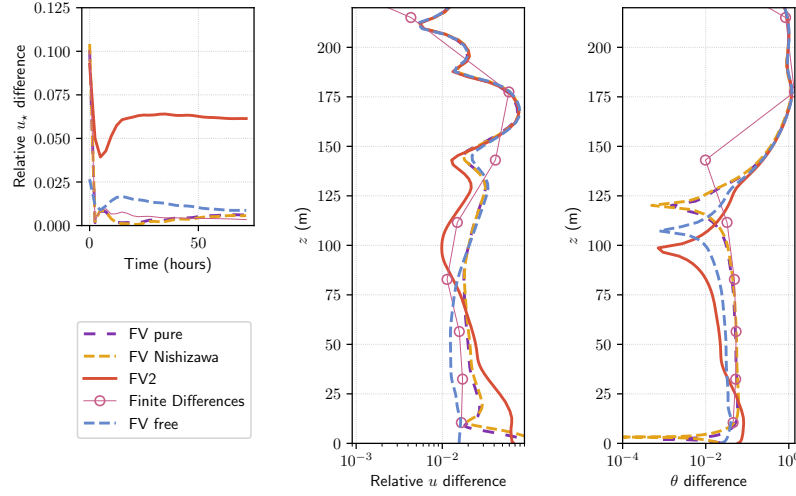 0.125
0.100
0.075
0.050
0.025
0.000
Relative u⋆ difference
0
50
Time (hours)
FV pure
FV Nishizawa
FV2
Finite Differences
FV free
200
175
150
125
100
75
50
25
0
z (m)
10⁻³
10⁻²
Relative u difference
200
175
150
125
100
75
50
25
0
z (m)
10⁻⁴
10⁻²
10⁰
θ difference